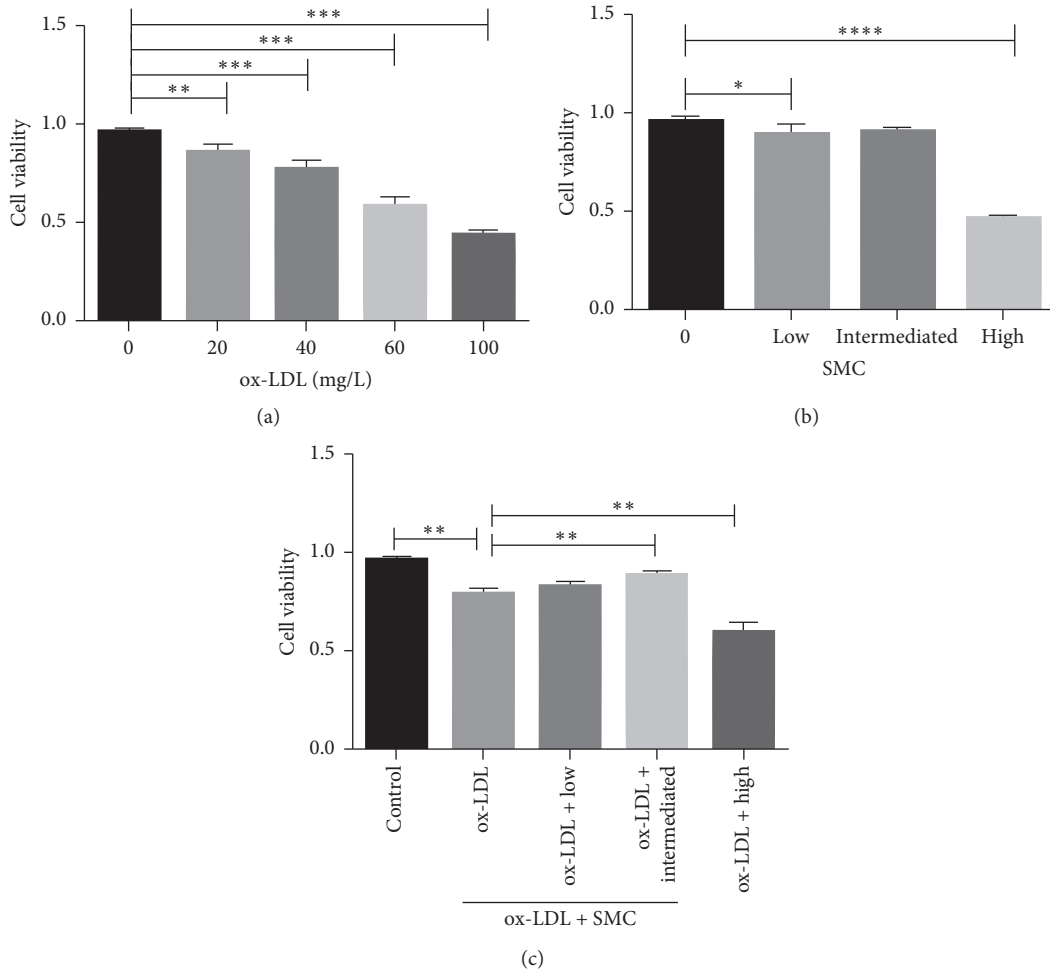 ***
***
***
**
1.5
1.0
0.5
0.0
Cell viability
0 20 40 60 100
ox-LDL (mg/L)
(a)
****
*
1.5
1.0
0.5
0.0
Cell viability
0 Low Intermediated High
SMC
(b)
**
**
**
1.5
1.0
0.5
0.0
Cell viability
Control
ox-LDL
ox-LDL + low
ox-LDL +
intermediated
ox-LDL + high
ox-LDL + SMC
(c)